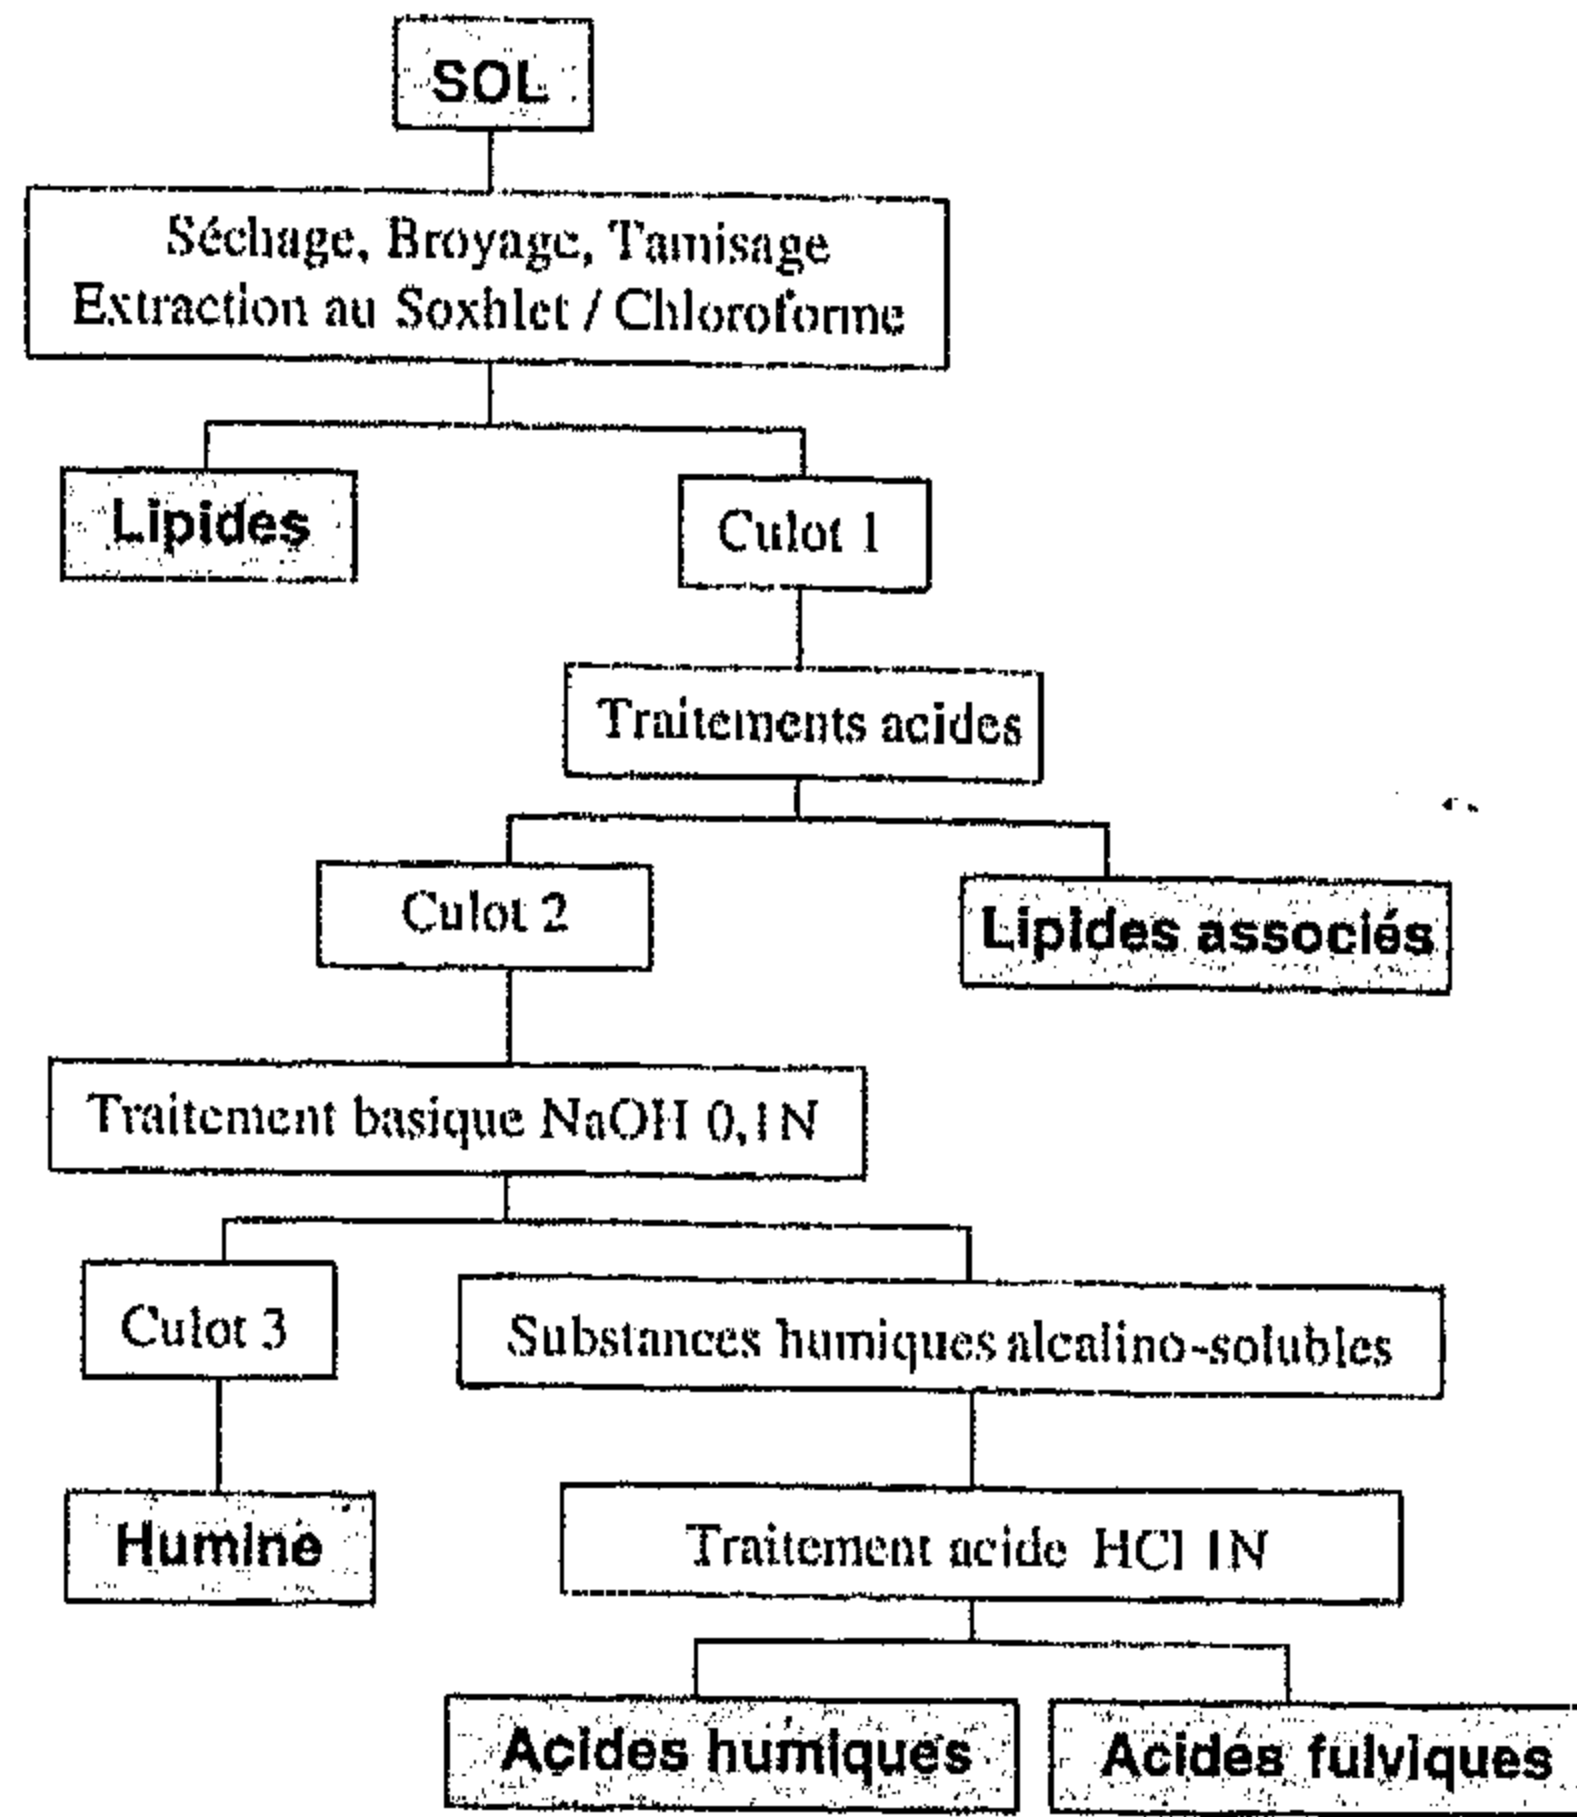 SOL
Séchage, Broyage, Tamisage
Extraction au Soxhlet / Chloroforme
Lipides
Culot 1
Traitements acides
Culot 2
Lipides associés
Traitement basique NaOH 0,1N
Culot 3
Substances humiques alcalino-solubles
Humine
Traitement acide HCl 1N
Acides humiques
Acides fulviques